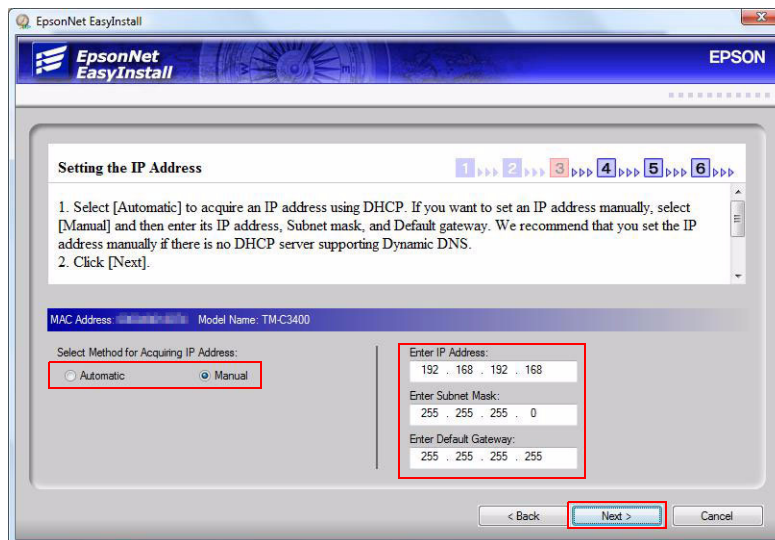 EpsonNet EasyInstall
EpsonNet
EasyInstall
EPSON
Setting the IP Address
1 2 3 4 5 6
1. Select [Automatic] to acquire an IP address using DHCP. If you want to set an IP address manually, select
[Manual] and then enter its IP address, Subnet mask, and Default gateway. We recommend that you set the IP
address manually if there is no DHCP server supporting Dynamic DNS.
2. Click [Next].
MAC Address: Model Name: TM-C3400
Select Method for Acquiring IP Address:
Automatic Manual
Enter IP Address:
192 . 168 . 192 . 168
Enter Subnet Mask:
255 . 255 . 255 . 0
Enter Default Gateway:
255 . 255 . 255 . 255
< Back Next > Cancel